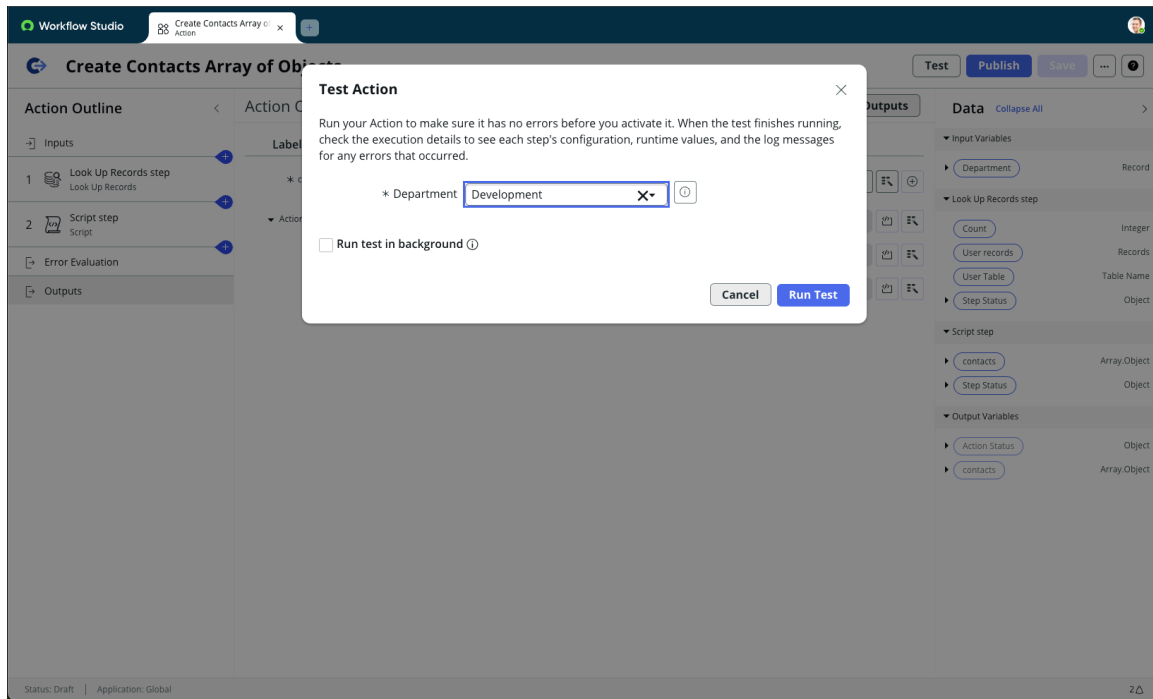 Workflow Studio
Create Contacts Array of
Action
Create Contacts Array of Objects
Test
Publish
Save
Action Outline
Inputs
1
Look Up Records step
Look Up Records
2
Script step
Script
Error Evaluation
Outputs
Action O
Label
Action
Outputs
Test Action
Run your Action to make sure it has no errors before you activate it. When the test finishes running,
check the execution details to see each step's configuration, runtime values, and the log messages
for any errors that occurred.
* Department
Development
Run test in background
Cancel
Run Test
Data
Collapse All
Input Variables
Department
Record
Look Up Records step
Count
Integer
User records
Records
User Table
Table Name
Step Status
Object
Script step
contacts
Array.Object
Step Status
Object
Output Variables
Action Status
Object
contacts
Array.Object
Status: Draft | Application: Global
2